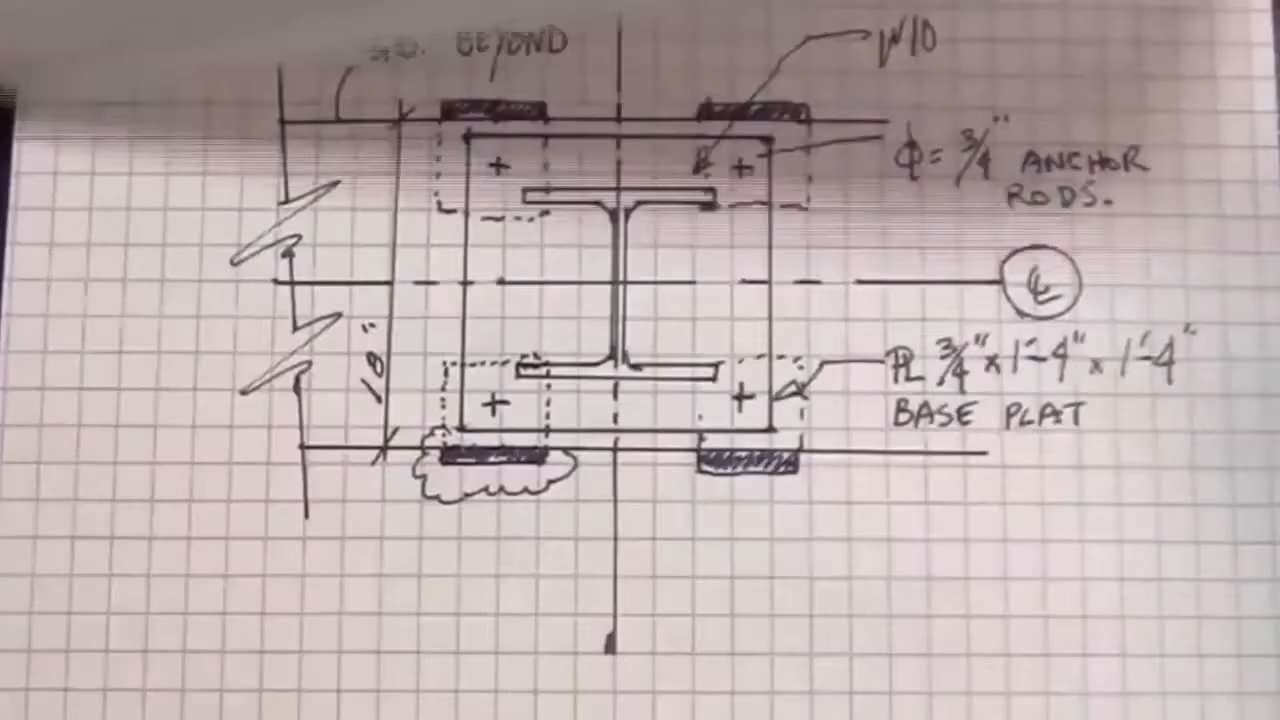 BEYOND
W10
ϕ = 3/4" ANCHOR
RODS.
18"
℄
PL 3/4" x 1'-4" x 1'-4"
BASE PLAT